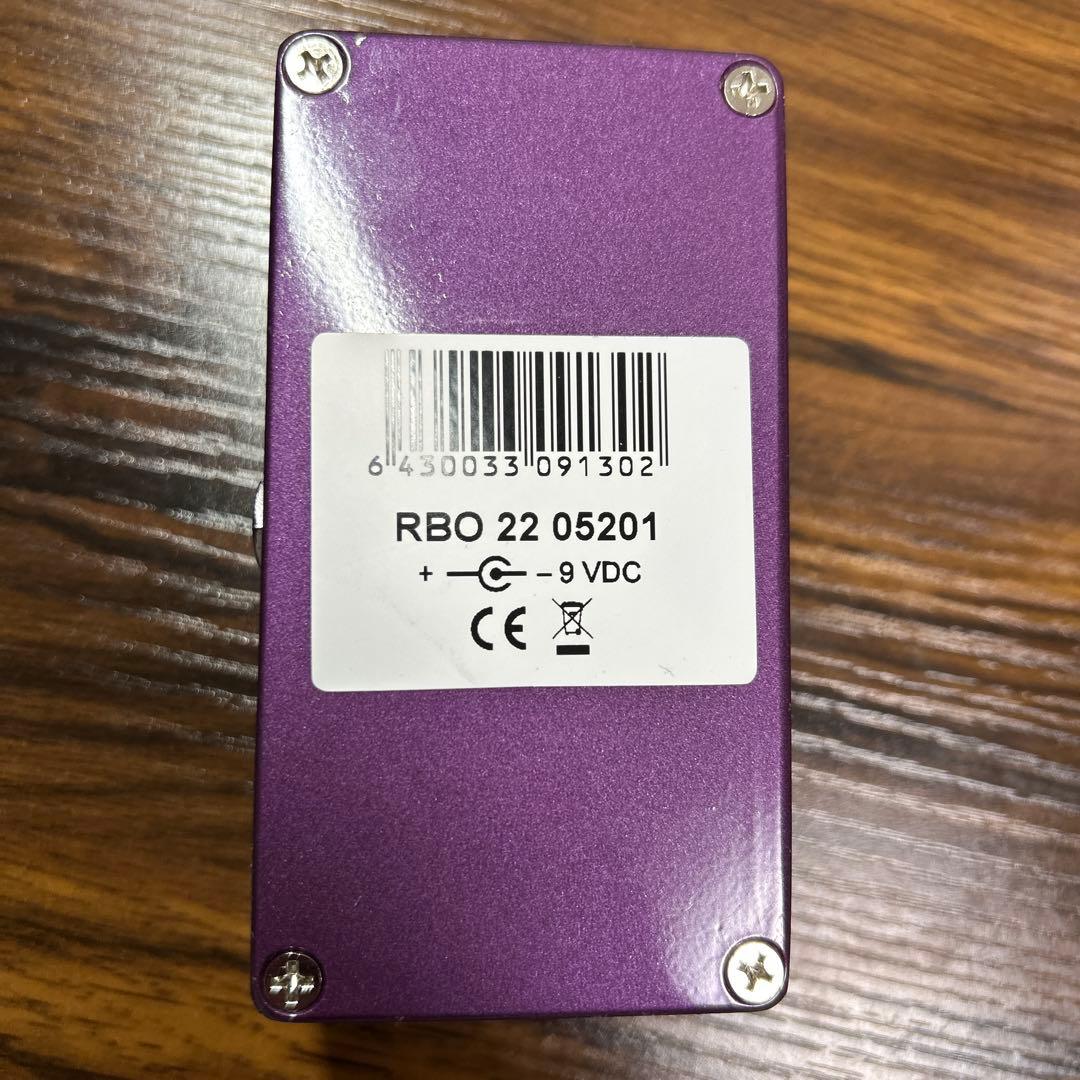 6 430033 091302
RBO 22 05201
+ – 9 VDC
CE